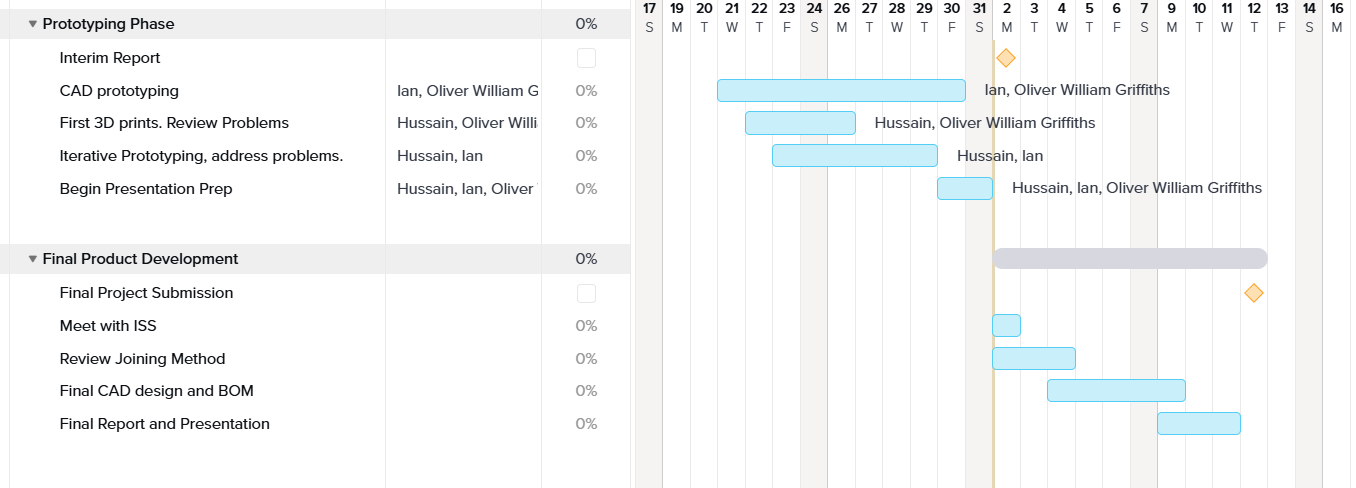 17 19 20 21 22 23 24 26 27 28 29 30 31 2 3 4 5 6 7 9 10 11 12 13 14 16
S M T W T F S M T W T F S M T W T F S M T W T F S M
Prototyping Phase 0%
Interim Report
CAD prototyping Ian, Oliver William G 0% Ian, Oliver William Griffiths
First 3D prints. Review Problems Hussain, Oliver Willi 0% Hussain, Oliver William Griffiths
Iterative Prototyping, address problems. Hussain, Ian 0% Hussain, Ian
Begin Presentation Prep Hussain, Ian, Oliver 0% Hussain, Ian, Oliver William Griffiths
Final Product Development 0%
Final Project Submission
Meet with ISS 0%
Review Joining Method 0%
Final CAD design and BOM 0%
Final Report and Presentation 0%